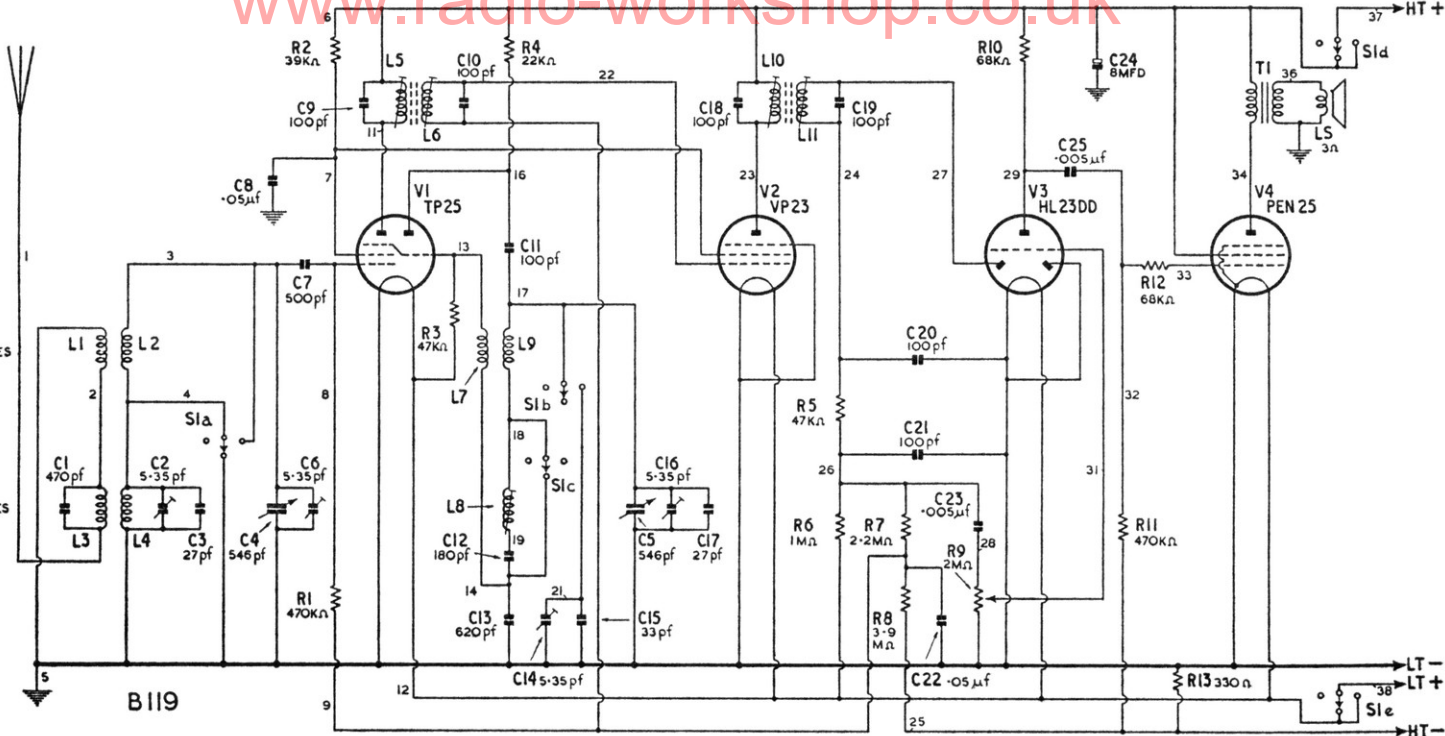 www.radio-workshop.co.uk
6
R2
39KΩ
L5
C10
100pf
R4
22KΩ
22
L10
R10
68KΩ
C24
8MFD
37
HT+
S1d
T1
36
C9
100pf
11
L6
C18
100pf
L11
C19
100pf
LS
3Ω
7
C8
·05µf
V1
TP25
16
23
V2
VP23
24
27
29
C25
·005µf
V3
HL23DD
34
V4
PEN25
1
3
C7
500pf
13
C11
100pf
R12
68KΩ
33
17
ES
L1
L2
R3
47KΩ
L9
C20
100pf
2
4
8
L7
S1b
R5
47KΩ
32
S1a
18
C21
100pf
C1
470pf
C2
5·35pf
C6
5·35pf
S1c
C16
5·35pf
26
31
L8
C23
·005µf
ES
L3
L4
C3
27pf
C4
546pf
19
C12
180pf
C5
546pf
C17
27pf
R6
1MΩ
R7
2·2MΩ
28
R9
2MΩ
R11
470KΩ
14
21
R1
470KΩ
C13
620pf
C15
33pf
R8
3·9
MΩ
5
C14 5·35pf
C22 ·05µf
R13 330Ω
LT−
LT+
B119
12
38
S1e
9
25
HT−